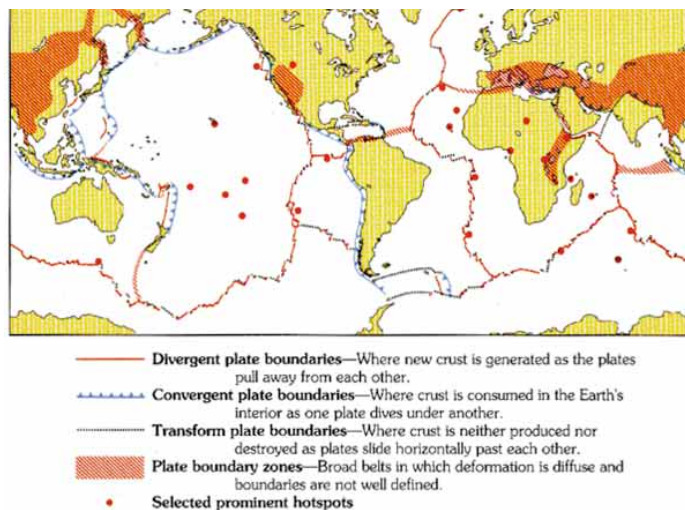 Divergent plate boundaries—Where new crust is generated as the plates
pull away from each other.
Convergent plate boundaries—Where crust is consumed in the Earth's
interior as one plate dives under another.
Transform plate boundaries—Where crust is neither produced nor
destroyed as plates slide horizontally past each other.
Plate boundary zones—Broad belts in which deformation is diffuse and
boundaries are not well defined.
Selected prominent hotspots